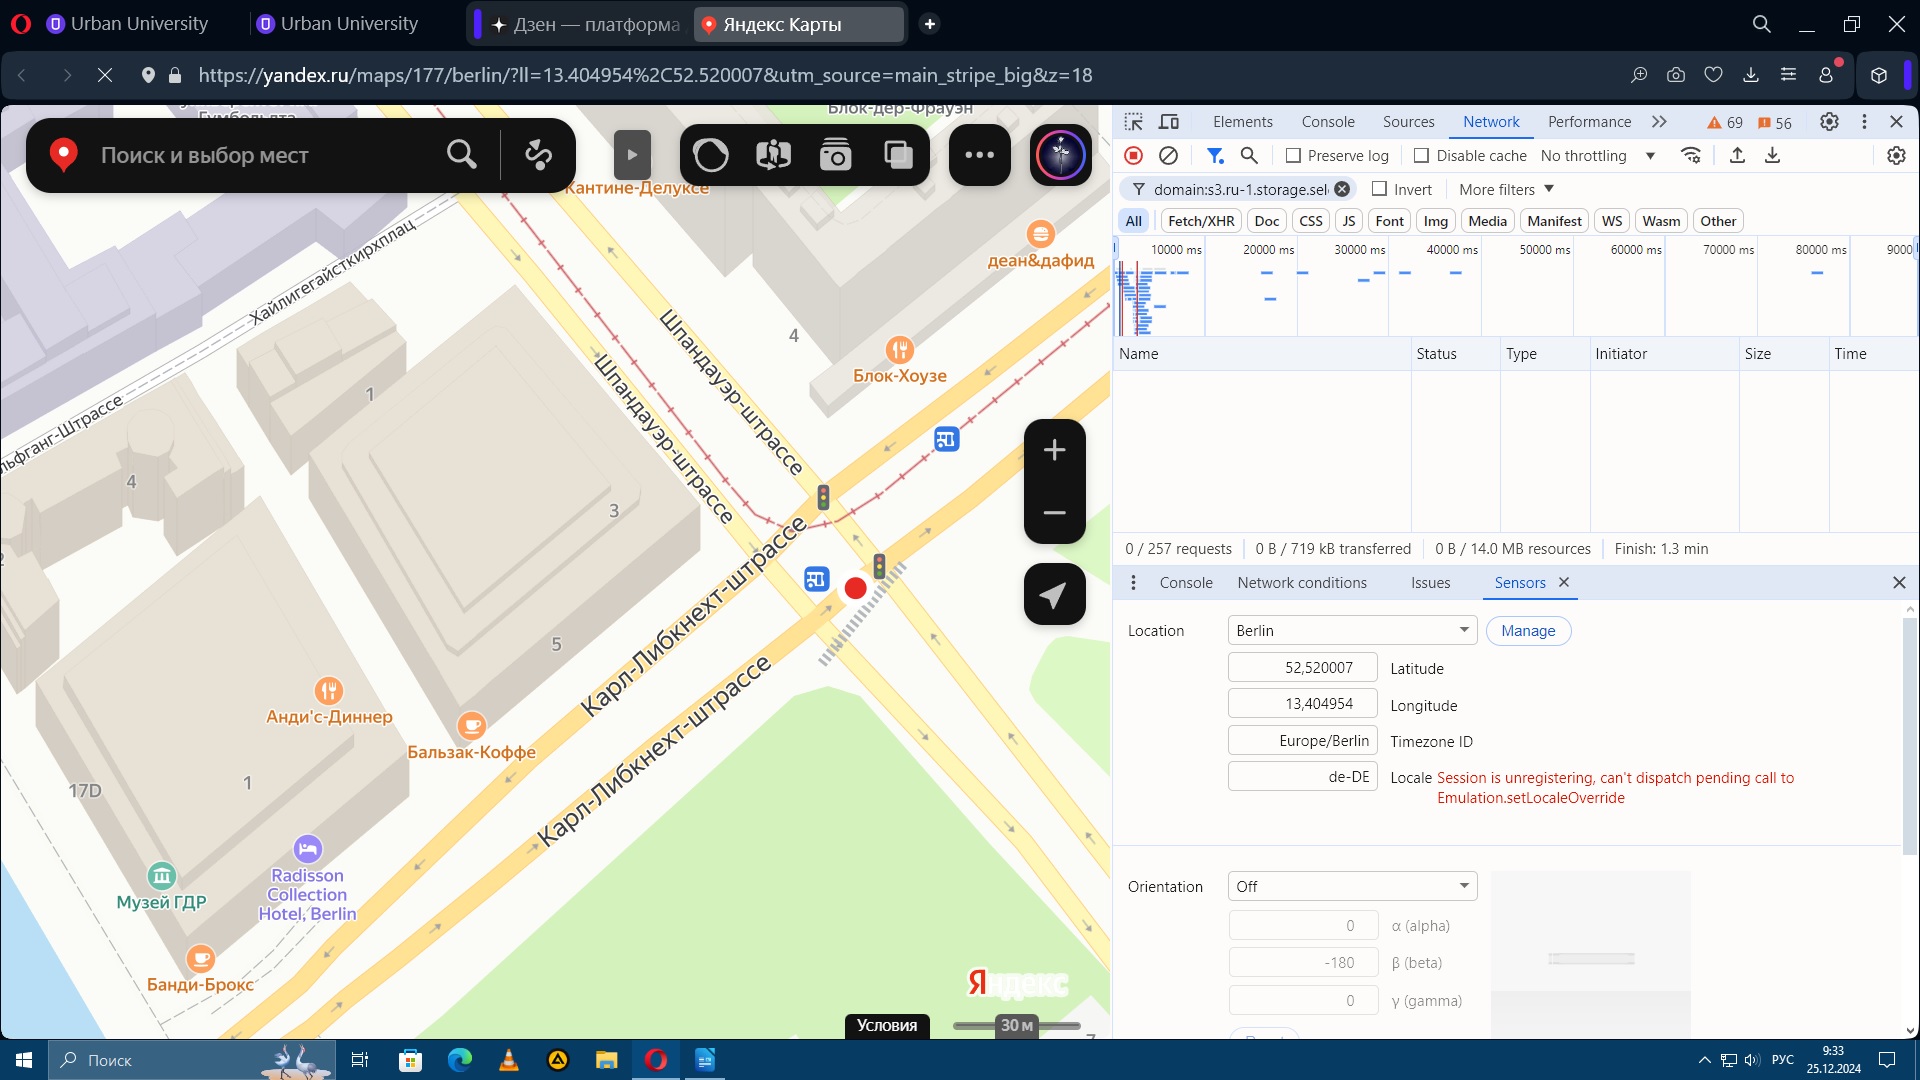 Urban University
Urban University
Дзен — платформа
Яндекс Карты
https://yandex.ru/maps/177/berlin/?ll=13.404954%2C52.520007&utm_source=main_stripe_big&z=18
Гумбольдта
Блок-дер-Фрауэн
Поиск и выбор мест
Кантине-Делуксе
деан&дафид
Хайлигегайсткирхплац
4
Блок-Хоузе
Шпандауэр-штрассе
Шпандауэр-штрассе
1
льфганг-Штрассе
4
3
Карл-Либкнехт-штрассе
5
Карл-Либкнехт-штрассе
Анди'с-Диннер
Бальзак-Коффе
17D
1
Radisson
Collection
Hotel, Berlin
Музей ГДР
Банди-Брокс
Яндекс
Условия
30 м
7
Elements
Console
Sources
Network
Performance
69
56
Preserve log
Disable cache
No throttling
domain:s3.ru-1.storage.sel
Invert
More filters
All
Fetch/XHR
Doc
CSS
JS
Font
Img
Media
Manifest
WS
Wasm
Other
10000 ms
20000 ms
30000 ms
40000 ms
50000 ms
60000 ms
70000 ms
80000 ms
9000
Name
Status
Type
Initiator
Size
Time
0 / 257 requests
0 B / 719 kB transferred
0 B / 14.0 MB resources
Finish: 1.3 min
Console
Network conditions
Issues
Sensors
Location
Berlin
Manage
52,520007
Latitude
13,404954
Longitude
Europe/Berlin
Timezone ID
de-DE
Locale
Session is unregistering, can't dispatch pending call to
Emulation.setLocaleOverride
Orientation
Off
0
α (alpha)
-180
β (beta)
0
γ (gamma)
Поиск
РУС
9:33
25.12.2024